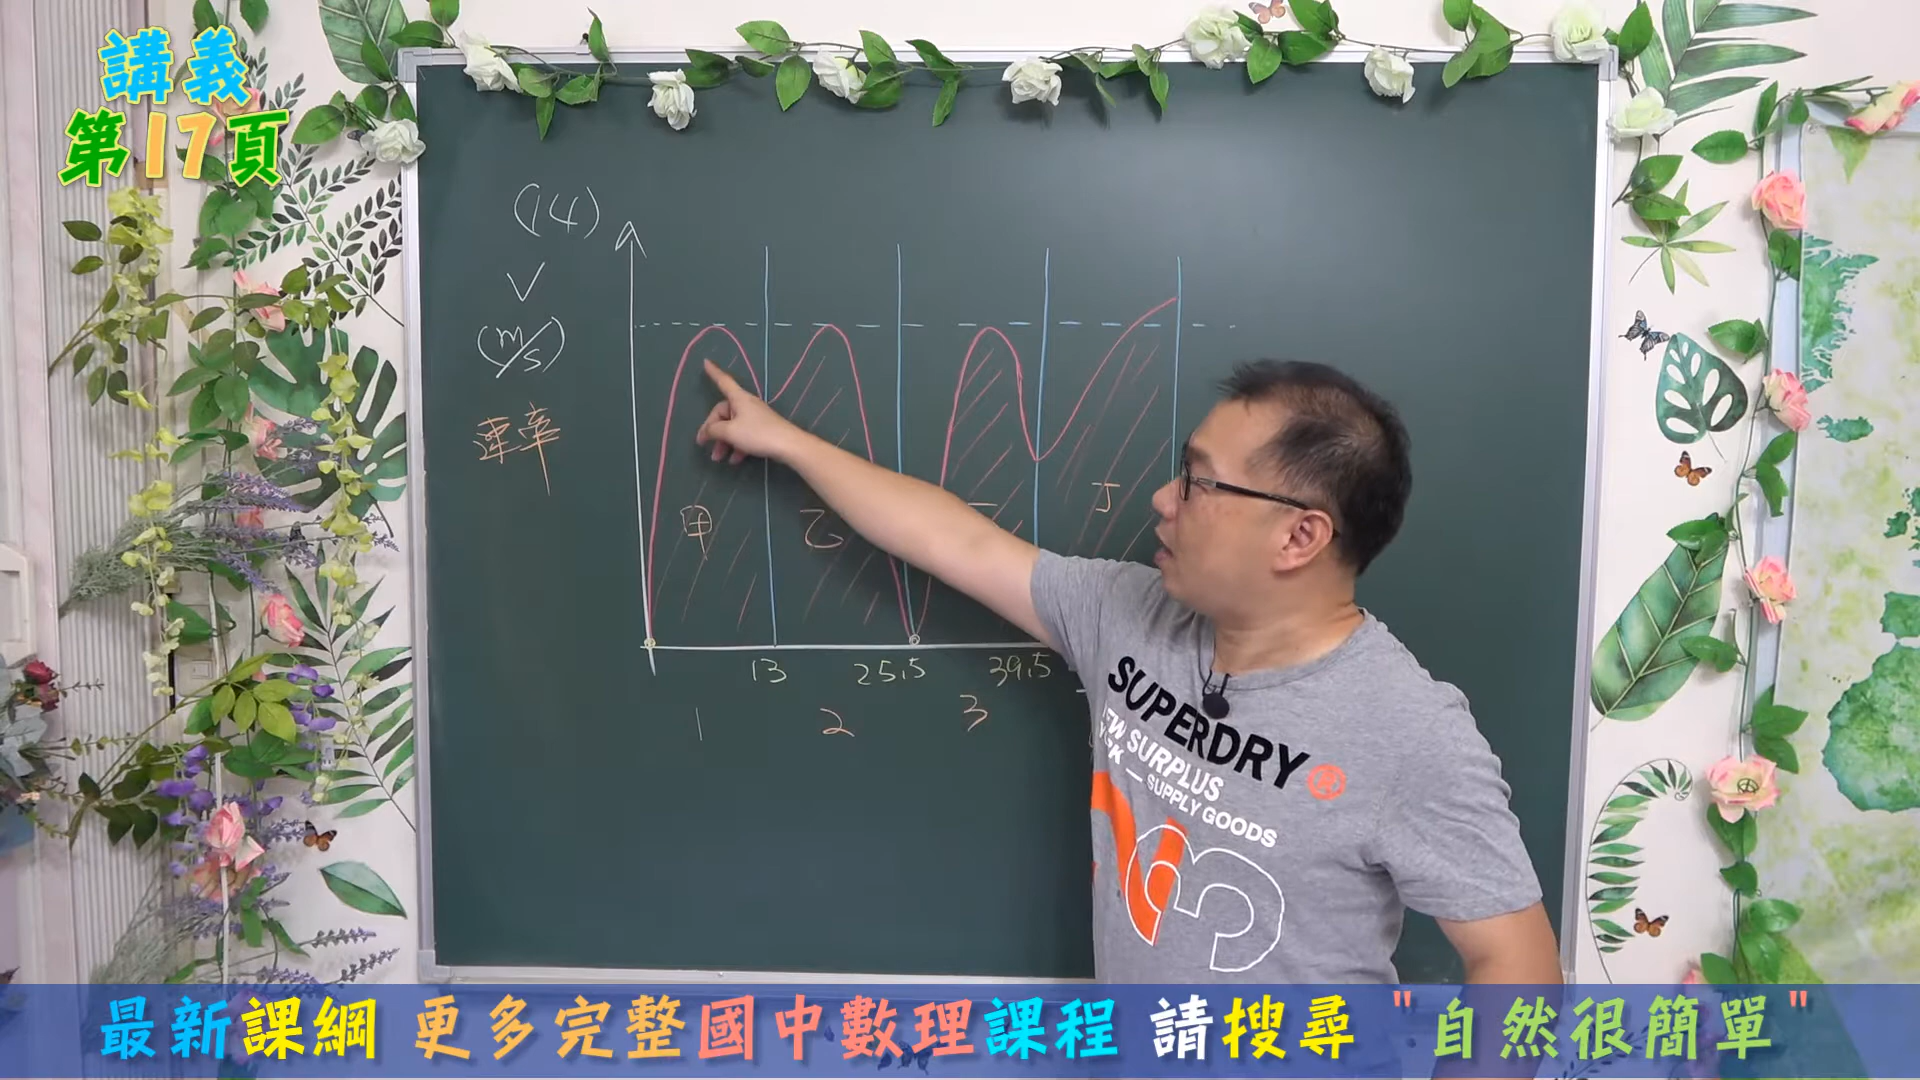 講義
第17頁
(14)
V
(m/s)
速率
甲
乙
丁
13
25.5
39.5
1
2
3
SUPERDRY®
SURPLUS
SUPPLY GOODS
最新課綱 更多完整國中數理課程 請搜尋 "自然很簡單"